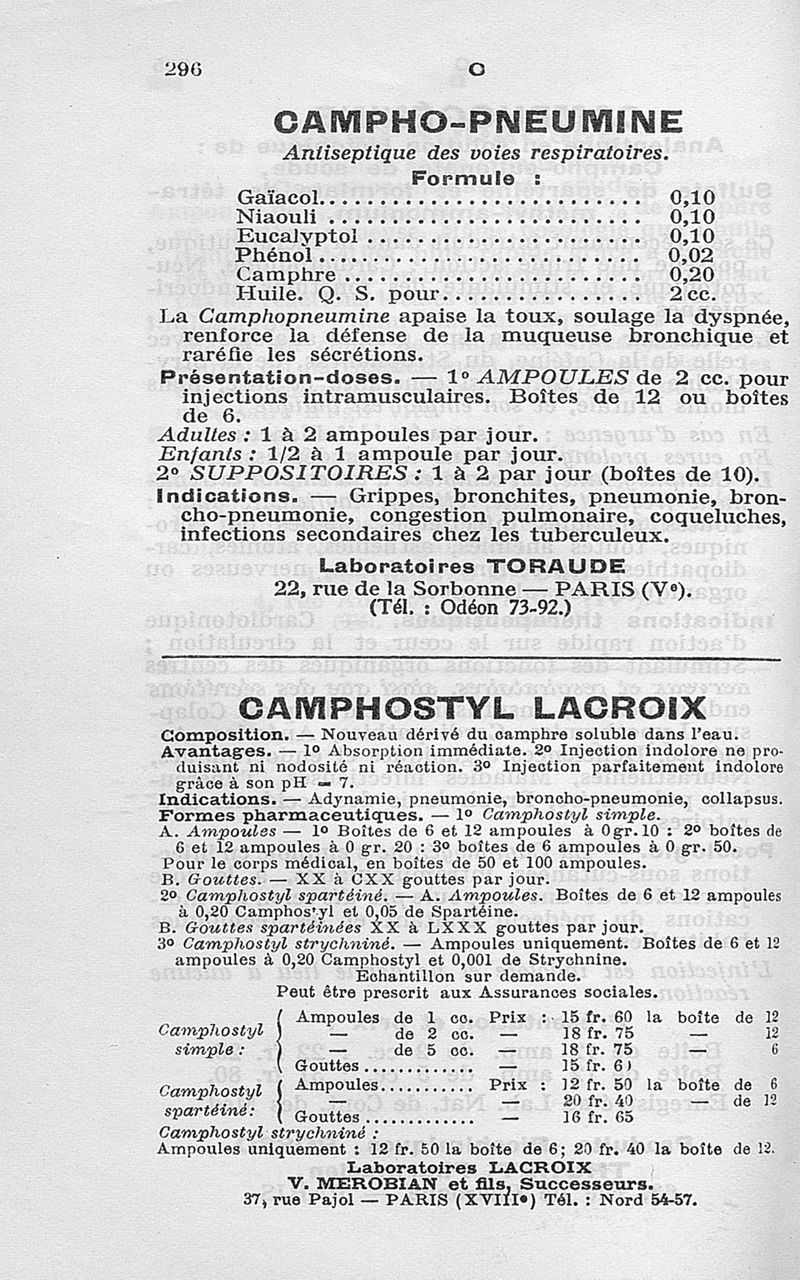 296 C
CAMPHO-PNEUMINE
Antiseptique des voies respiratoires.
Formule :
Gaïacol........................... 0,10
Niaouli .......................... 0,10
Eucalyptol ....................... 0,10
Phénol ........................... 0,02
Camphre .......................... 0,20
Huile. Q. S. pour................ 2 cc.
La Camphopneumine apaise la toux, soulage la dyspnée,
renforce la défense de la muqueuse bronchique et
raréfie les sécrétions.
Présentation-doses. — 1º AMPOULES de 2 cc. pour
injections intramusculaires. Boîtes de 12 ou boîtes
de 6.
Adultes : 1 à 2 ampoules par jour.
Enfants : 1/2 à 1 ampoule par jour.
2º SUPPOSITOIRES : 1 à 2 par jour (boîtes de 10).
Indications. — Grippes, bronchites, pneumonie, bron-
cho-pneumonie, congestion pulmonaire, coqueluches,
infections secondaires chez les tuberculeux.
Laboratoires TORAUDE
22, rue de la Sorbonne — PARIS (Vᵉ).
(Tél. : Odéon 73-92.)
CAMPHOSTYL LACROIX
Composition. — Nouveau dérivé du camphre soluble dans l'eau.
Avantages. — 1º Absorption immédiate. 2º Injection indolore ne pro-
duisant ni nodosité ni réaction. 3º Injection parfaitement indolore
grâce à son pH = 7.
Indications. — Adynamie, pneumonie, broncho-pneumonie, collapsus.
Formes pharmaceutiques. — 1º Camphostyl simple.
A. Ampoules — 1º Boîtes de 6 et 12 ampoules à 0gr.10 : 2º boîtes de
6 et 12 ampoules à 0 gr. 20 : 3º boîtes de 6 ampoules à 0 gr. 50.
Pour le corps médical, en boîtes de 50 et 100 ampoules.
B. Gouttes. — XX à CXX gouttes par jour.
2º Camphostyl spartéiné. — A. Ampoules. Boîtes de 6 et 12 ampoules
à 0,20 Camphos'yl et 0,05 de Spartéine.
B. Gouttes spartéinées XX à LXXX gouttes par jour.
3º Camphostyl strychniné. — Ampoules uniquement. Boîtes de 6 et 12
ampoules à 0,20 Camphostyl et 0,001 de Strychnine.
Echantillon sur demande.
Peut être prescrit aux Assurances sociales.
Camphostyl simple : Ampoules de 1 cc. Prix : 15 fr. 60 la boîte de 12
— de 2 cc. — 18 fr. 75 — 12
— de 5 cc. — 18 fr. 75 — 6
Gouttes ............. — 15 fr. 6)
Camphostyl spartéiné: Ampoules........... Prix : 12 fr. 50 la boîte de 6
— — 20 fr. 40 — de 12
Gouttes ............. — 16 fr. 65
Camphostyl strychniné :
Ampoules uniquement : 12 fr. 50 la boîte de 6; 20 fr. 40 la boîte de 12.
Laboratoires LACROIX
V. MEROBIAN et fils, Successeurs.
37, rue Pajol — PARIS (XVIIIᵉ) Tél. : Nord 54-57.